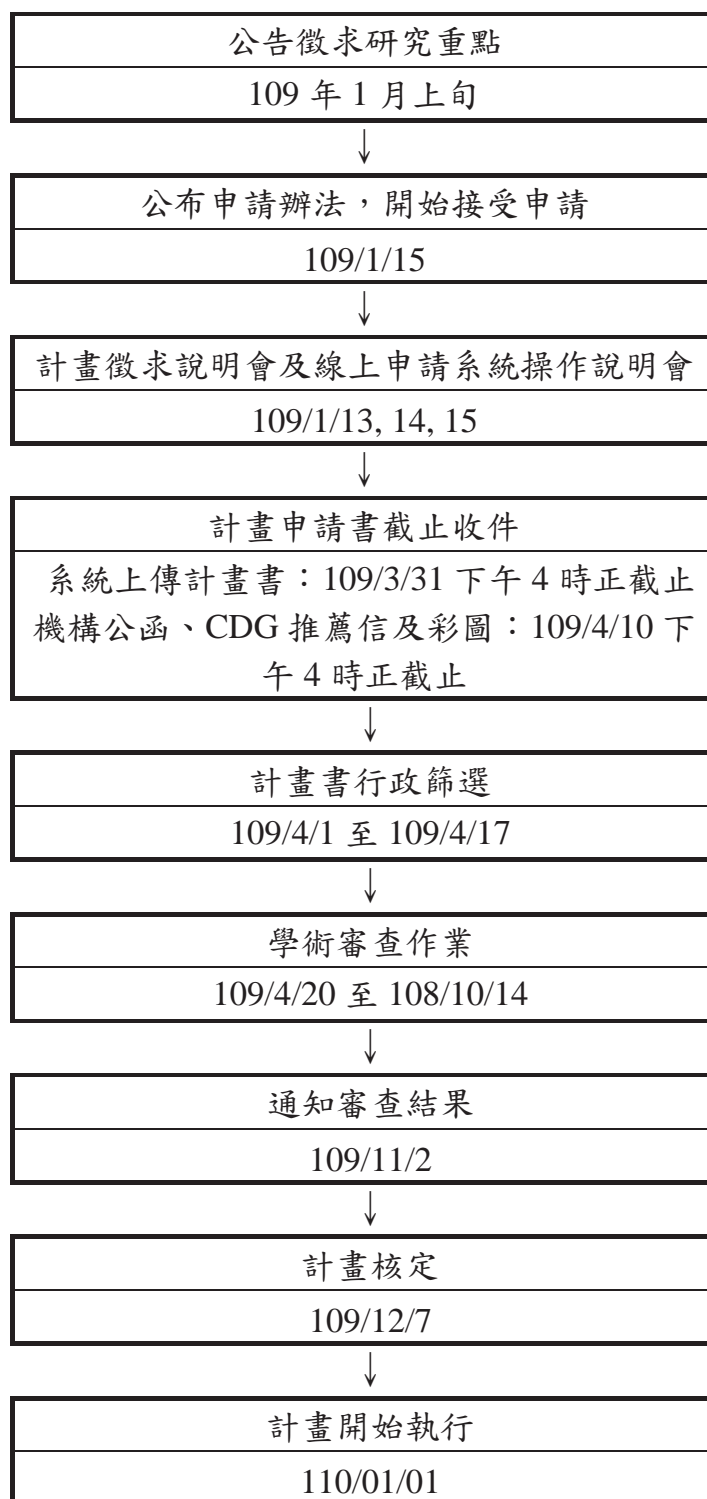 公告徵求研究重點
109 年 1 月上旬
↓
公布申請辦法，開始接受申請
109/1/15
↓
計畫徵求說明會及線上申請系統操作說明會
109/1/13, 14, 15
↓
計畫申請書截止收件
系統上傳計畫書：109/3/31 下午 4 時正截止
機構公函、CDG 推薦信及彩圖：109/4/10 下
午 4 時正截止
↓
計畫書行政篩選
109/4/1 至 109/4/17
↓
學術審查作業
109/4/20 至 108/10/14
↓
通知審查結果
109/11/2
↓
計畫核定
109/12/7
↓
計畫開始執行
110/01/01